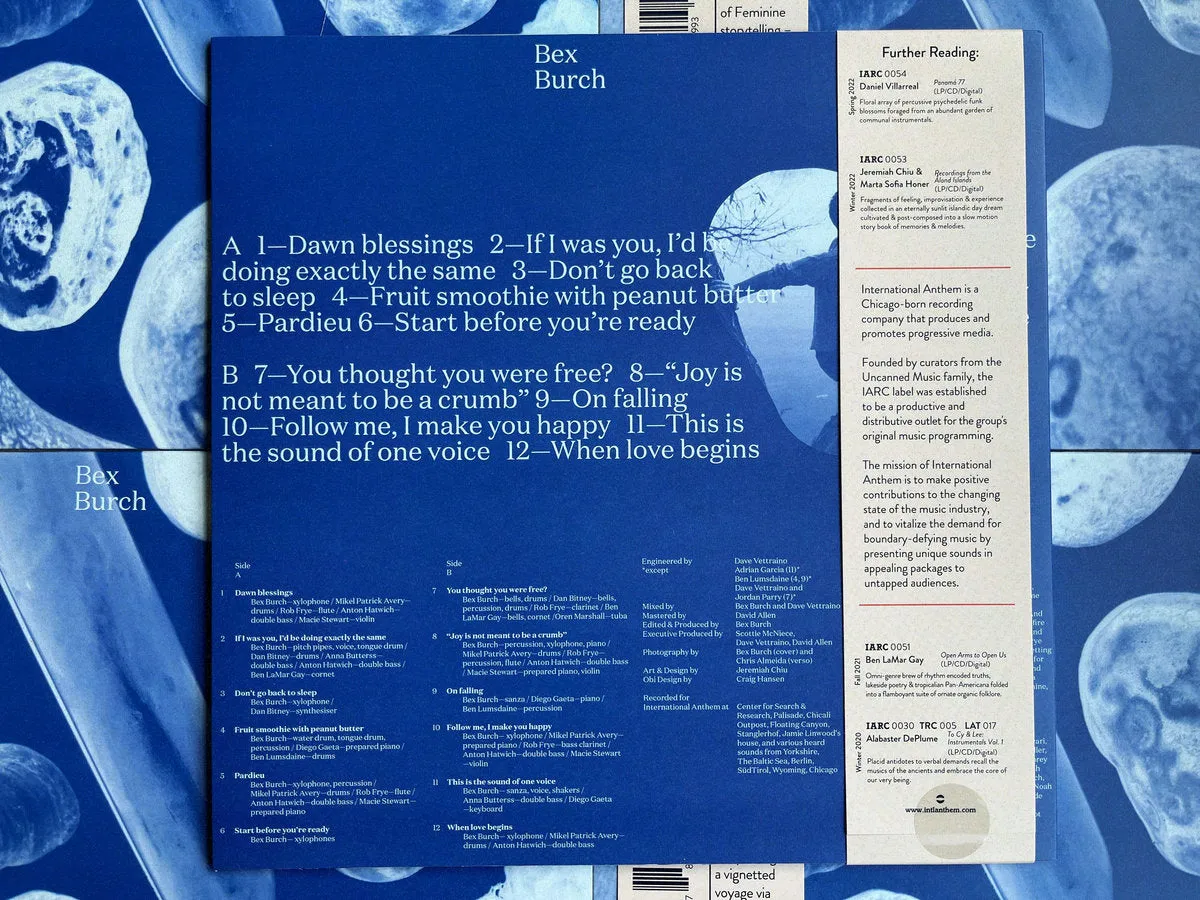 993
of Feminine
storytelling –
Bex
Burch
A 1—Dawn blessings 2—If I was you, I'd be
doing exactly the same 3—Don't go back
to sleep 4—Fruit smoothie with peanut butter
5—Pardieu 6—Start before you're ready
B 7—You thought you were free? 8—“Joy is
not meant to be a crumb” 9—On falling
10—Follow me, I make you happy 11—This is
the sound of one voice 12—When love begins
Side
A
1 Dawn blessings
Bex Burch—xylophone / Mikel Patrick Avery—
drums / Rob Frye—flute / Anton Hatwich—
double bass / Macie Stewart—violin
2 If I was you, I'd be doing exactly the same
Bex Burch—pitch pipes, voice, tongue drum /
Dan Bitney—drums / Anna Butterss—
double bass / Anton Hatwich—double bass /
Ben LaMar Gay—cornet
3 Don't go back to sleep
Bex Burch—xylophone /
Dan Bitney—synthesiser
4 Fruit smoothie with peanut butter
Bex Burch—water drum, tongue drum,
percussion / Diego Gaeta—prepared piano /
Ben Lumsdaine—drums
5 Pardieu
Bex Burch—xylophone, percussion /
Mikel Patrick Avery—drums / Rob Frye—flute /
Anton Hatwich—double bass / Macie Stewart—
prepared piano
6 Start before you're ready
Bex Burch— xylophones
Side
B
7 You thought you were free?
Bex Burch—bells, drums / Dan Bitney—bells,
percussion, drums / Rob Frye—clarinet / Ben
LaMar Gay—bells, cornet /Oren Marshall—tuba
8 “Joy is not meant to be a crumb”
Bex Burch—percussion, xylophone, piano /
Mikel Patrick Avery—drums / Rob Frye—
percussion, flute / Anton Hatwich—double bass
/ Macie Stewart—prepared piano, violin
9 On falling
Bex Burch—sanza / Diego Gaeta—piano /
Ben Lumsdaine—percussion
10 Follow me, I make you happy
Bex Burch— xylophone / Mikel Patrick Avery—
prepared piano / Rob Frye—bass clarinet /
Anton Hatwich—double bass / Macie Stewart
—violin
11 This is the sound of one voice
Bex Burch— sanza, voice, shakers /
Anna Butterss—double bass / Diego Gaeta
—keyboard
12 When love begins
Bex Burch—xylophone / Mikel Patrick Avery—
drums / Anton Hatwich—double bass
Engineered by Dave Vettraino
*except Adrian Garcia (11)*
Ben Lumsdaine (4, 9)*
Dave Vettraino and
Jordan Parry (7)*
Mixed by Bex Burch and Dave Vettraino
Mastered by David Allen
Edited & Produced by Bex Burch
Executive Produced by Scottie McNiece,
Dave Vettraino, David Allen
Photography by Bex Burch (cover) and
Chris Almeida (verso)
Art & Design by Jeremiah Chiu
Obi Design by Craig Hansen
Recorded for
International Anthem at Center for Search &
Research, Palisade, Chicali
Outpost, Floating Canyon,
Stanglerhof, Jamie Linwood's
house, and various heard
sounds from Yorkshire,
The Baltic Sea, Berlin,
SüdTirol, Wyoming, Chicago
Further Reading:
Spring 2022
IARC 0054
Daniel Villarreal Panamá 77
(LP/CD/Digital)
Floral array of percussive psychedelic funk
blossoms foraged from an abundant garden of
communal instrumentals.
Winter 2022
IARC 0053
Jeremiah Chiu & Recordings from the
Marta Sofia Honer Åland Islands
(LP/CD/Digital)
Fragments of feeling, improvisation & experience
collected in an eternally sunlit islandic day dream
cultivated & post-composed into a slow motion
story book of memories & melodies.
International Anthem is a
Chicago-born recording
company that produces and
promotes progressive media.
Founded by curators from the
Uncanned Music family, the
IARC label was established
to be a productive and
distributive outlet for the group's
original music programming.
The mission of International
Anthem is to make positive
contributions to the changing
state of the music industry,
and to vitalize the demand for
boundary-defying music by
presenting unique sounds in
appealing packages to
untapped audiences.
Fall 2021
IARC 0051
Ben LaMar Gay Open Arms to Open Us
(LP/CD/Digital)
Omni-genre brew of rhythm encoded truths,
lakeside poetry & tropicalian Pan-Americana folded
into a flamboyant suite of ornate organic folklore.
Winter 2020
IARC 0030 TRC 005 LAT 017
Alabaster DePlume To Cy & Lee:
Instrumentals Vol. 1
(LP/CD/Digital)
Placid antidotes to verbal demands recall the
musics of the ancients and embrace the core of
our very being.
www.intlanthem.com
Bex
Burch
a vignetted
voyage via